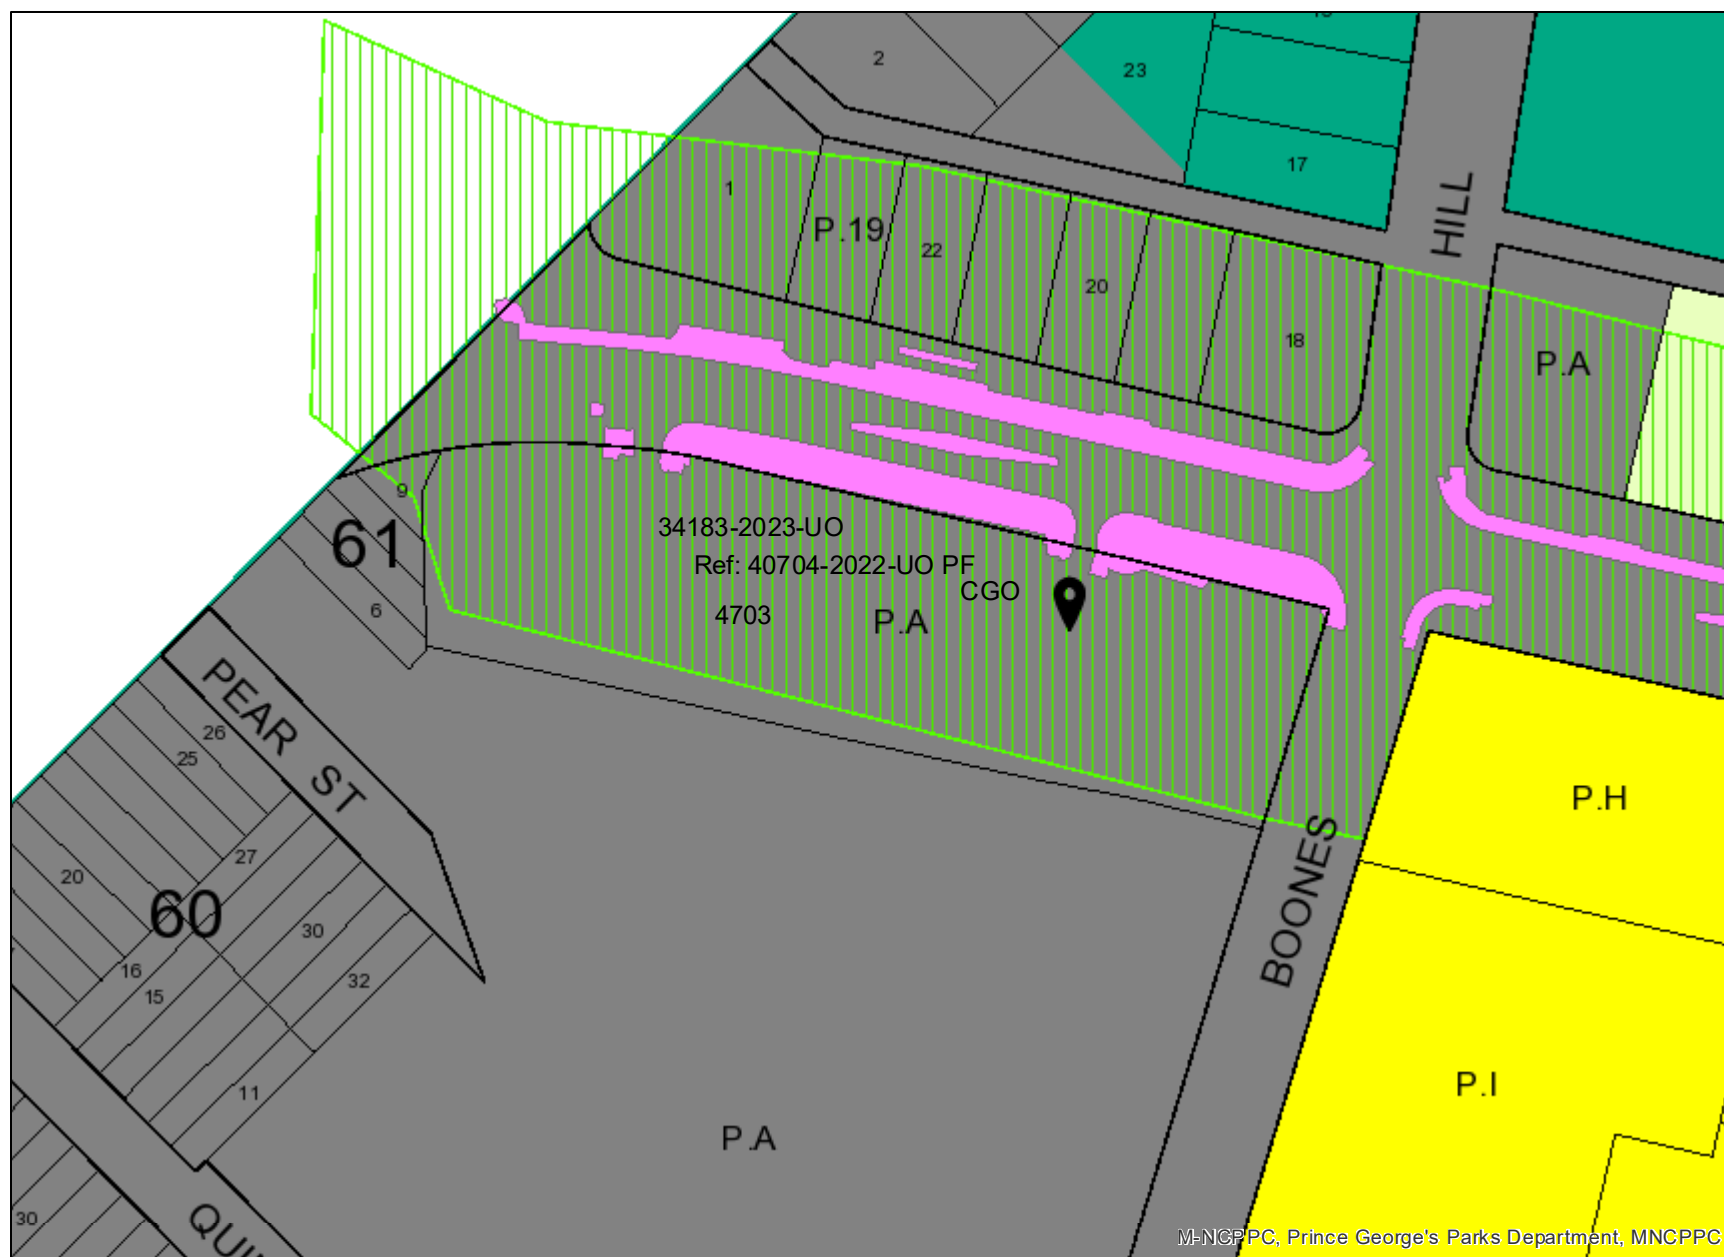 2
23
17
HILL
1
P.19
22
20
18
P.A
9
61
6
34183-2023-UO
Ref: 40704-2022-UO PF
CGO
4703
P.A
PEAR ST
26
25
27
20
60
30
32
16
15
11
30
P.H
BOONES
P.I
P.A
M-NCPPC, Prince George's Parks Department, MNCPPC